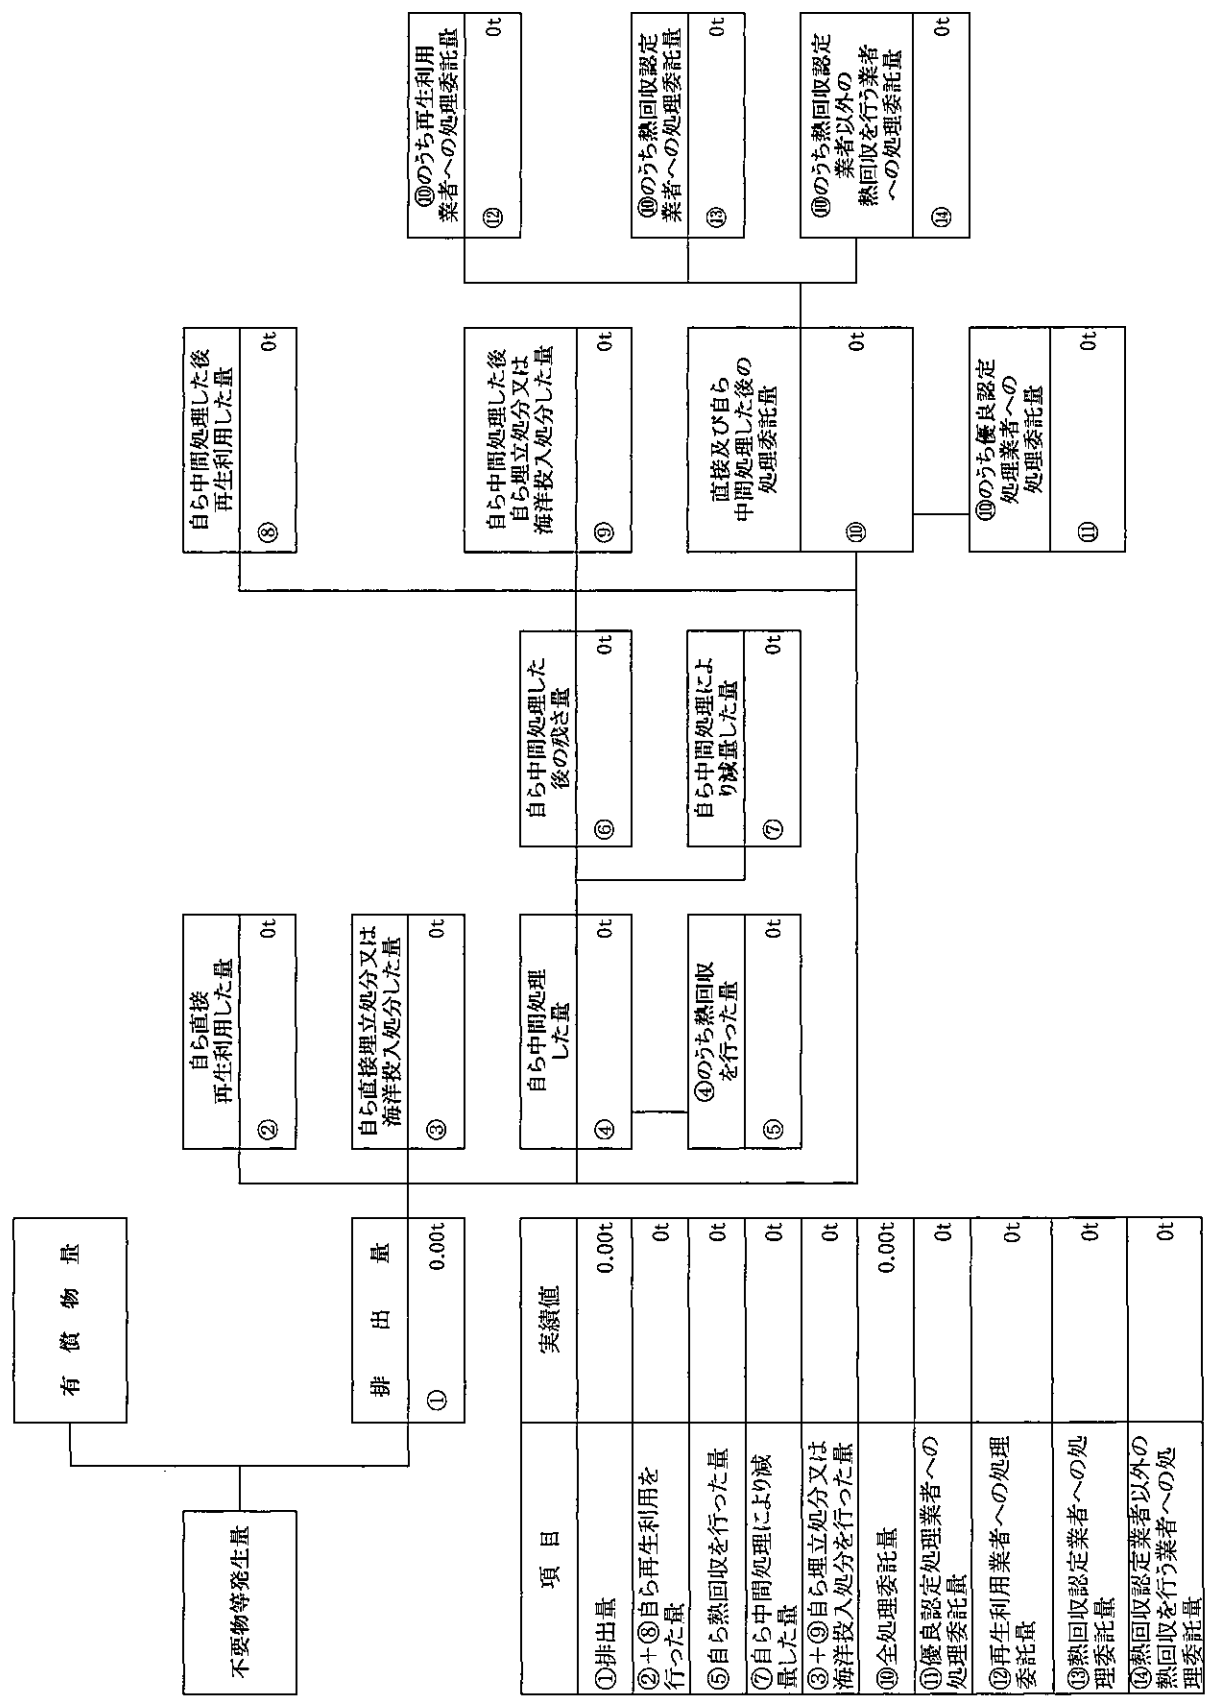 不要物等発生量
有 償 物 量
排 出 量
① 0.00t
自ら直接
再生利用した量
② 0t
自ら直接埋立処分又は
海洋投入処分した量
③ 0t
自ら中間処理
した量
④ 0t
④のうち熱回収
を行った量
⑤ 0t
自ら中間処理した
後の残さ量
⑥ 0t
自ら中間処理によ
り減量した量
⑦ 0t
自ら中間処理した後
再生利用した量
⑧ 0t
自ら中間処理した後
自ら埋立処分又は
海洋投入処分した量
⑨ 0t
直接及び自ら
中間処理した後の
処理委託量
⑩ 0t
⑩のうち優良認定
処理業者への
処理委託量
⑪ 0t
⑩のうち再生利用
業者への処理委託量
⑫ 0t
⑩のうち熱回収認定
業者への処理委託量
⑬ 0t
⑩のうち熱回収認定
業者以外の
熱回収を行う業者
への処理委託量
⑭ 0t
項 目 実績値
①排出量 0.00t
②+⑧自ら再生利用を
行った量 0t
⑤自ら熱回収を行った量 0t
⑦自ら中間処理により減
量した量 0t
③+⑨自ら埋立処分又は
海洋投入処分を行った量 0t
⑩全処理委託量 0.00t
⑪優良認定処理業者への
処理委託量 0t
⑫再生利用業者への処理
委託量 0t
⑬熱回収認定業者への処
理委託量 0t
⑭熱回収認定業者以外の
熱回収を行う業者への処
理委託量 0t